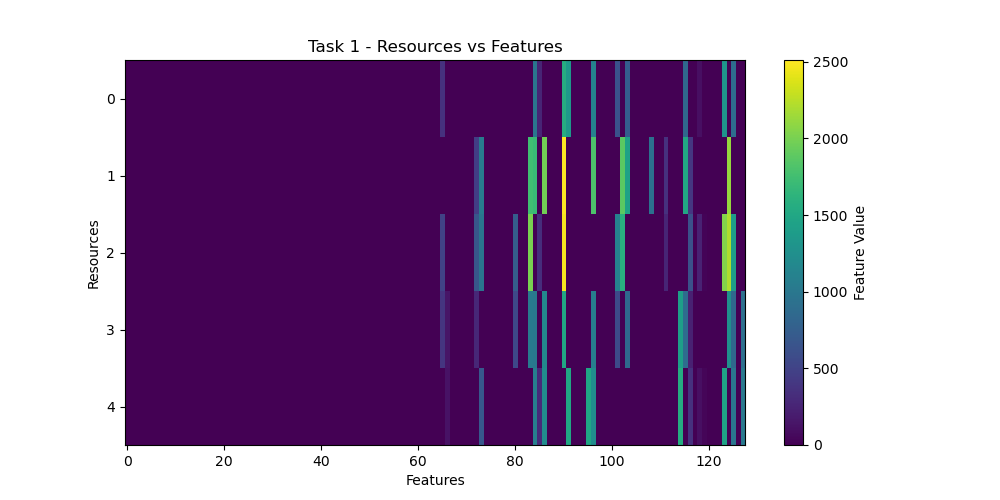 Task 1 - Resources vs Features
Resources
0
1
2
3
4
0 20 40 60 80 100 120
Features
2500
2000
1500
1000
500
0
Feature Value